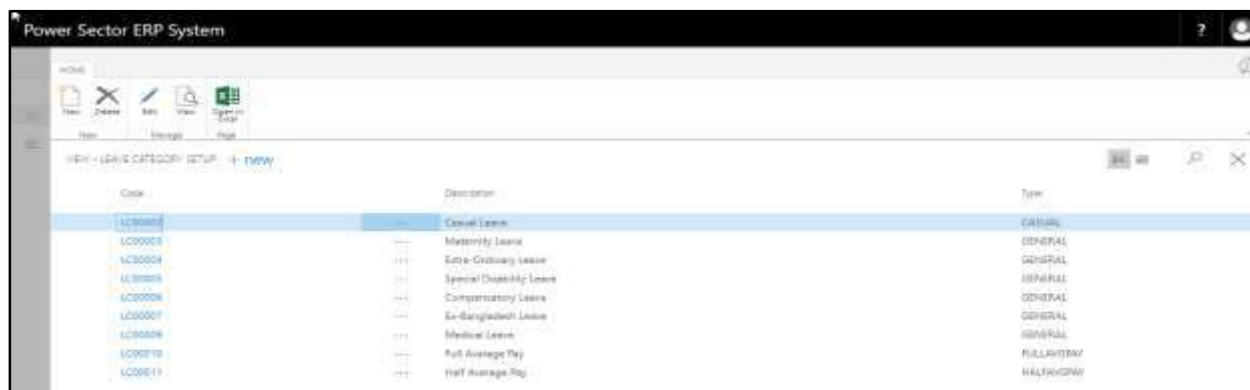 Power Sector ERP System ?
HOME
New Delete Edit View Open in Excel
New Manage Page
VIEW - LEAVE CATEGORY SETUP + new
Code Description Type
LC00002 ... Casual Leave CASUAL
LC00003 ... Maternity Leave GENERAL
LC00004 ... Extra-Ordinary Leave GENERAL
LC00005 ... Special Disability Leave GENERAL
LC00006 ... Compensatory Leave GENERAL
LC00007 ... Ex-Bangladesh Leave GENERAL
LC00009 ... Medical Leave GENERAL
LC00010 ... Full Average Pay FULLAVGPAY
LC00011 ... Half Average Pay HALFAVGPAY